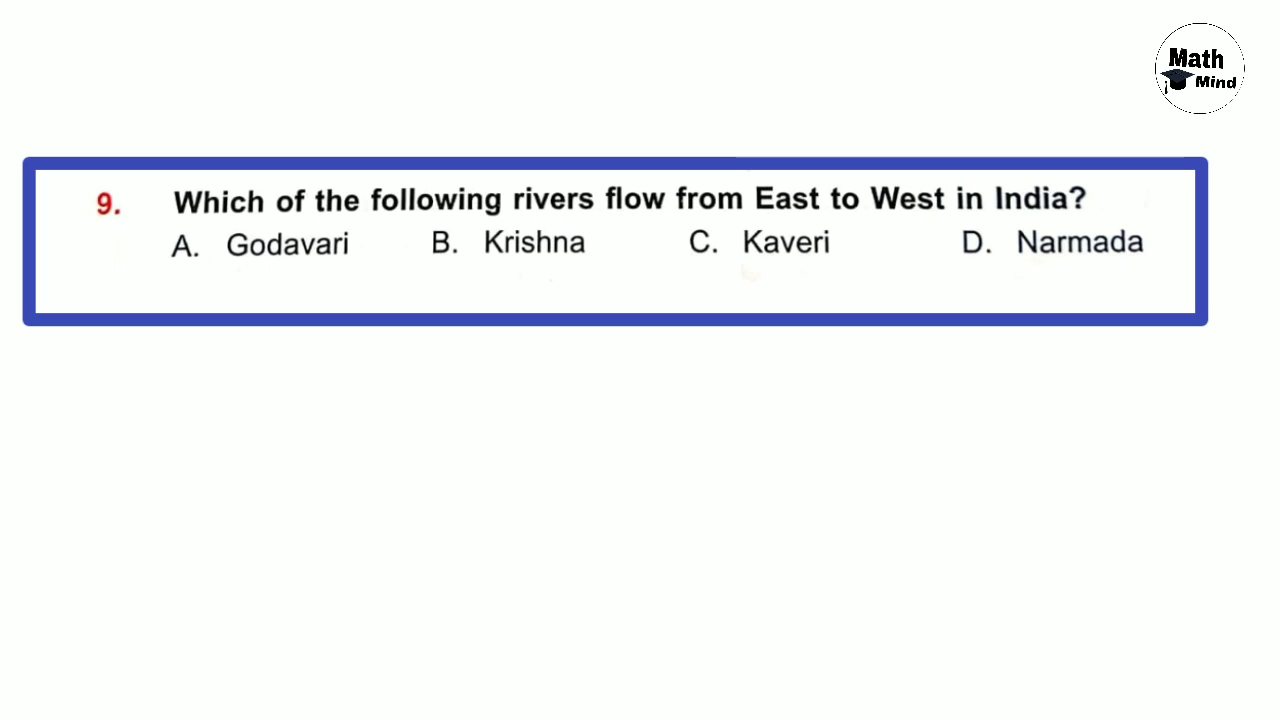 Math
Mind
9. Which of the following rivers flow from East to West in India?
A. Godavari B. Krishna C. Kaveri D. Narmada